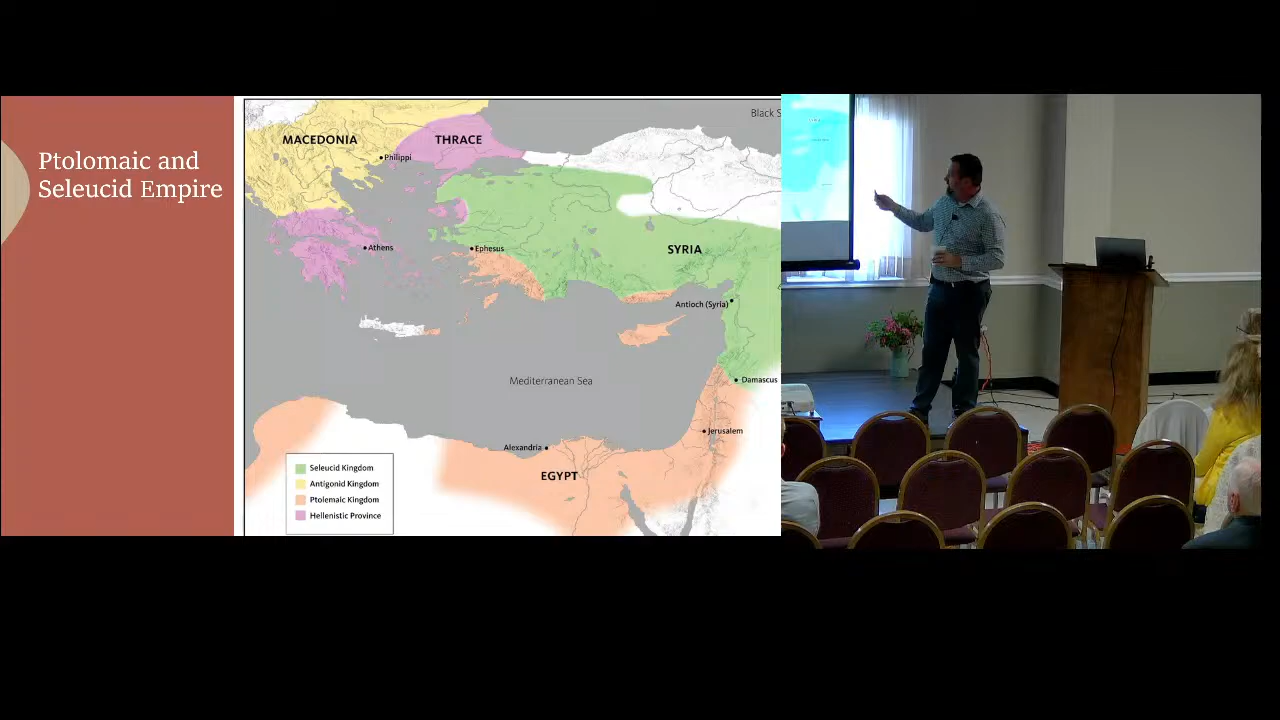 Ptolomaic and
Seleucid Empire
Black S
MACEDONIA
THRACE
Philippi
Athens
Ephesus
SYRIA
Antioch (Syria)
Mediterranean Sea
Damascus
Jerusalem
Alexandria
EGYPT
Seleucid Kingdom
Antigonid Kingdom
Ptolemaic Kingdom
Hellenistic Province